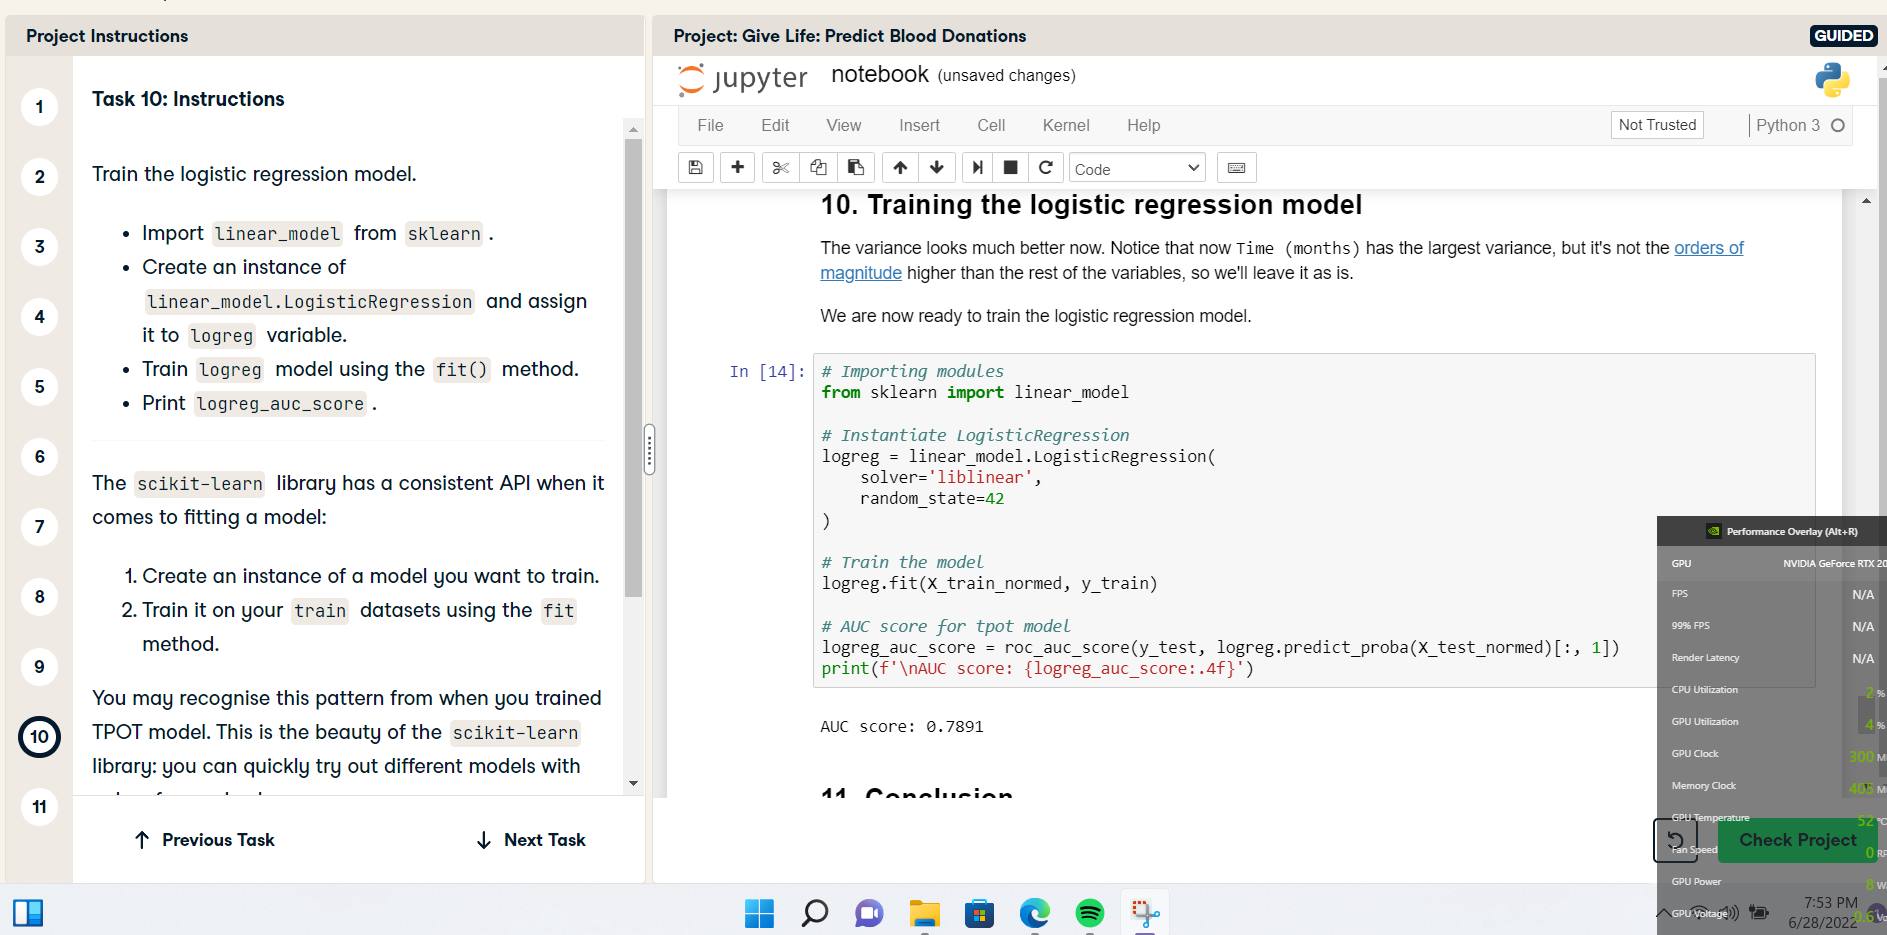 Project Instructions
1
2
3
4
5
6
7
8
9
10
11
Task 10: Instructions
Train the logistic regression model.
• Import linear_model from sklearn .
• Create an instance of
linear_model.LogisticRegression and assign
it to logreg variable.
• Train logreg model using the fit() method.
• Print logreg_auc_score .
The scikit-learn library has a consistent API when it
comes to fitting a model:
1. Create an instance of a model you want to train.
2. Train it on your train datasets using the fit
method.
You may recognise this pattern from when you trained
TPOT model. This is the beauty of the scikit-learn
library: you can quickly try out different models with
Previous Task
Next Task
Project: Give Life: Predict Blood Donations
GUIDED
jupyter notebook (unsaved changes)
File Edit View Insert Cell Kernel Help
Not Trusted
Python 3
Code
10. Training the logistic regression model
The variance looks much better now. Notice that now Time (months) has the largest variance, but it's not the orders of
magnitude higher than the rest of the variables, so we'll leave it as is.
We are now ready to train the logistic regression model.
In [14]:
# Importing modules
from sklearn import linear_model
# Instantiate LogisticRegression
logreg = linear_model.LogisticRegression(
    solver='liblinear',
    random_state=42
)
# Train the model
logreg.fit(X_train_normed, y_train)
# AUC score for tpot model
logreg_auc_score = roc_auc_score(y_test, logreg.predict_proba(X_test_normed)[:, 1])
print(f'\nAUC score: {logreg_auc_score:.4f}')
AUC score: 0.7891
11. Conclusion
Performance Overlay (Alt+R)
GPU NVIDIA GeForce RTX 20
FPS N/A
99% FPS N/A
Render Latency N/A
CPU Utilization 2 %
GPU Utilization 4 %
GPU Clock 300 M
Memory Clock 405 M
GPU Temperature 52 °C
Fan Speed 0 RP
GPU Power 8 W
GPU Voltage 0.6 Vo
Check Project
7:53 PM
6/28/2022